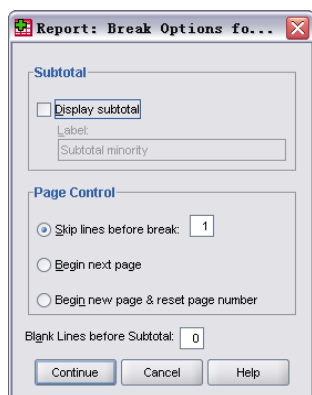 Report: Break Options fo...
Subtotal
Display subtotal
Label:
Subtotal minority
Page Control
Skip lines before break: 1
Begin next page
Begin new page & reset page number
Blank Lines before Subtotal: 0
Continue Cancel Help